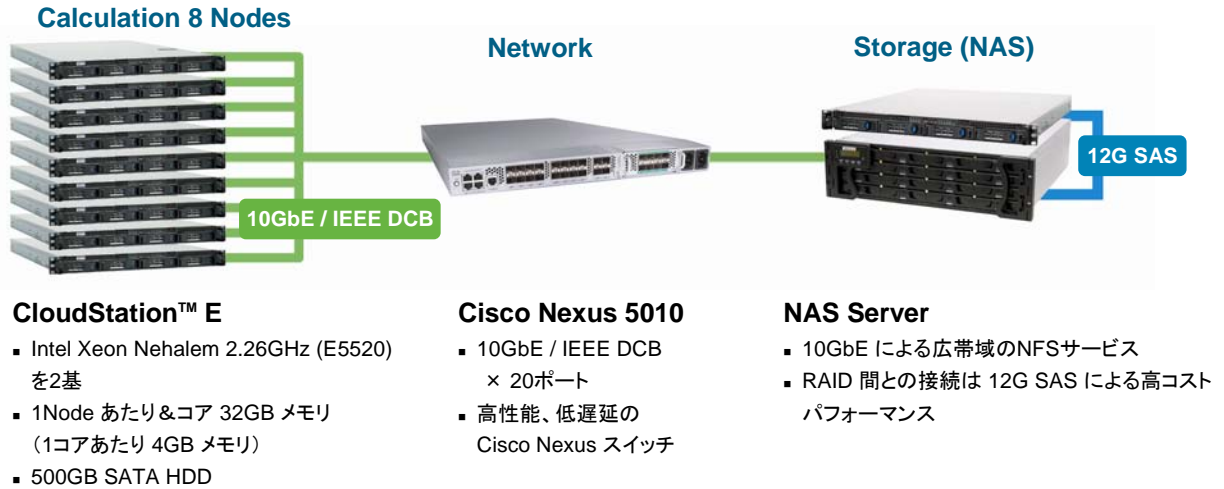 Calculation 8 Nodes
Network
Storage (NAS)
12G SAS
10GbE / IEEE DCB
CloudStation™ E
▪ Intel Xeon Nehalem 2.26GHz (E5520)
を2基
▪ 1Node あたり&コア 32GB メモリ
(1コアあたり 4GB メモリ)
▪ 500GB SATA HDD
Cisco Nexus 5010
▪ 10GbE / IEEE DCB
× 20ポート
▪ 高性能、低遅延の
Cisco Nexus スイッチ
NAS Server
▪ 10GbE による広帯域のNFSサービス
▪ RAID 間との接続は 12G SAS による高コスト
パフォーマンス